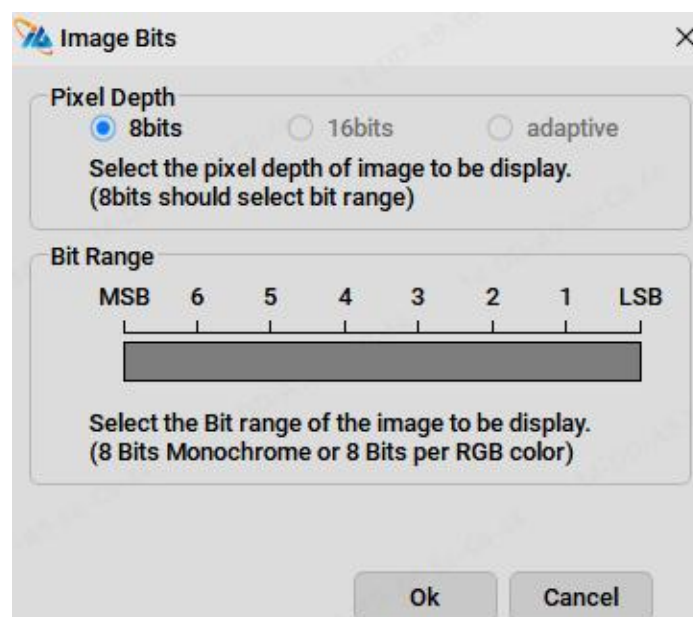 Image Bits
Pixel Depth
8bits 16bits adaptive
Select the pixel depth of image to be display.
(8bits should select bit range)
Bit Range
MSB 6 5 4 3 2 1 LSB
Select the Bit range of the image to be display.
(8 Bits Monochrome or 8 Bits per RGB color)
Ok Cancel